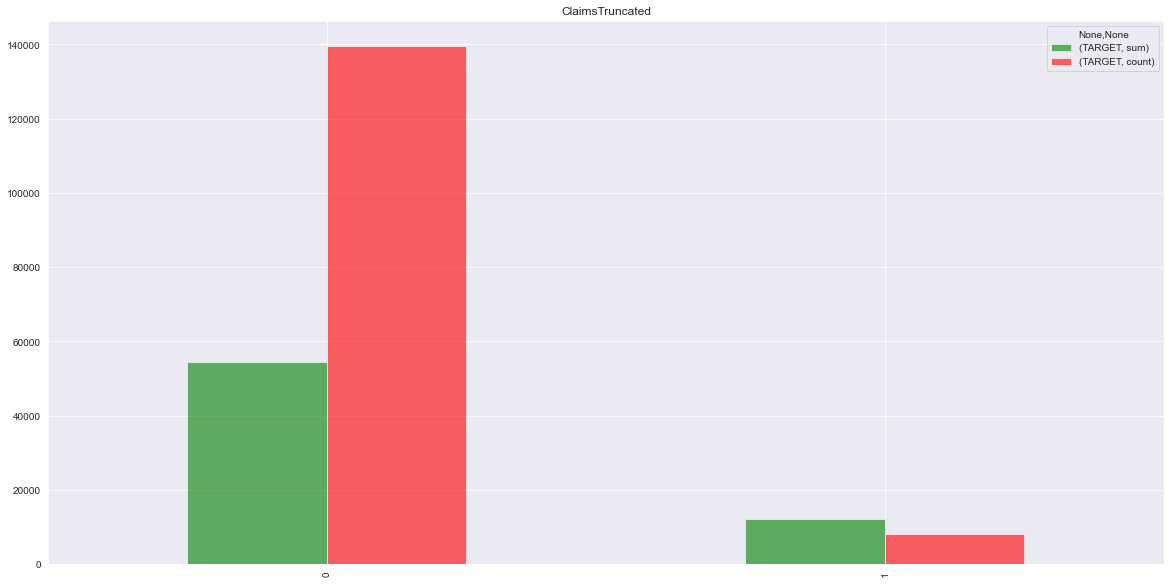 ClaimsTruncated
None,None
(TARGET, sum)
(TARGET, count)
140000
120000
100000
80000
60000
40000
20000
0
0
1